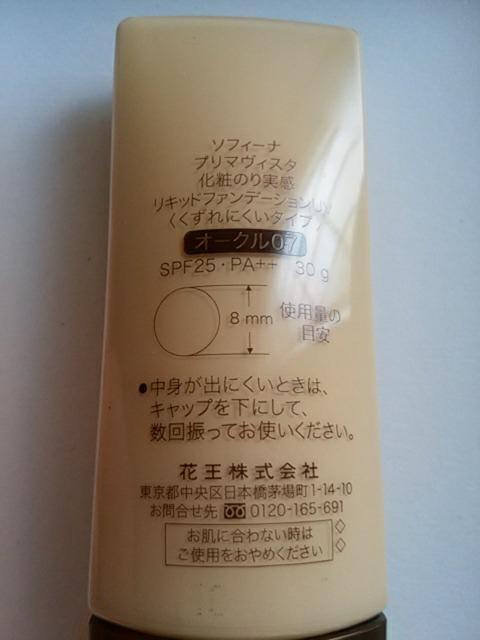 ソフィーナ
プリマヴィスタ
化粧のり実感
リキッドファンデーションUV
〈くずれにくいタイプ〉
オークル07
SPF25・PA++ 30g
8mm
使用量の
目安
●中身が出にくいときは、
キャップを下にして、
数回振ってお使いください。
花王株式会社
東京都中央区日本橋茅場町1-14-10
お問合せ先 0120-165-691
お肌に合わない時は
ご使用をおやめください